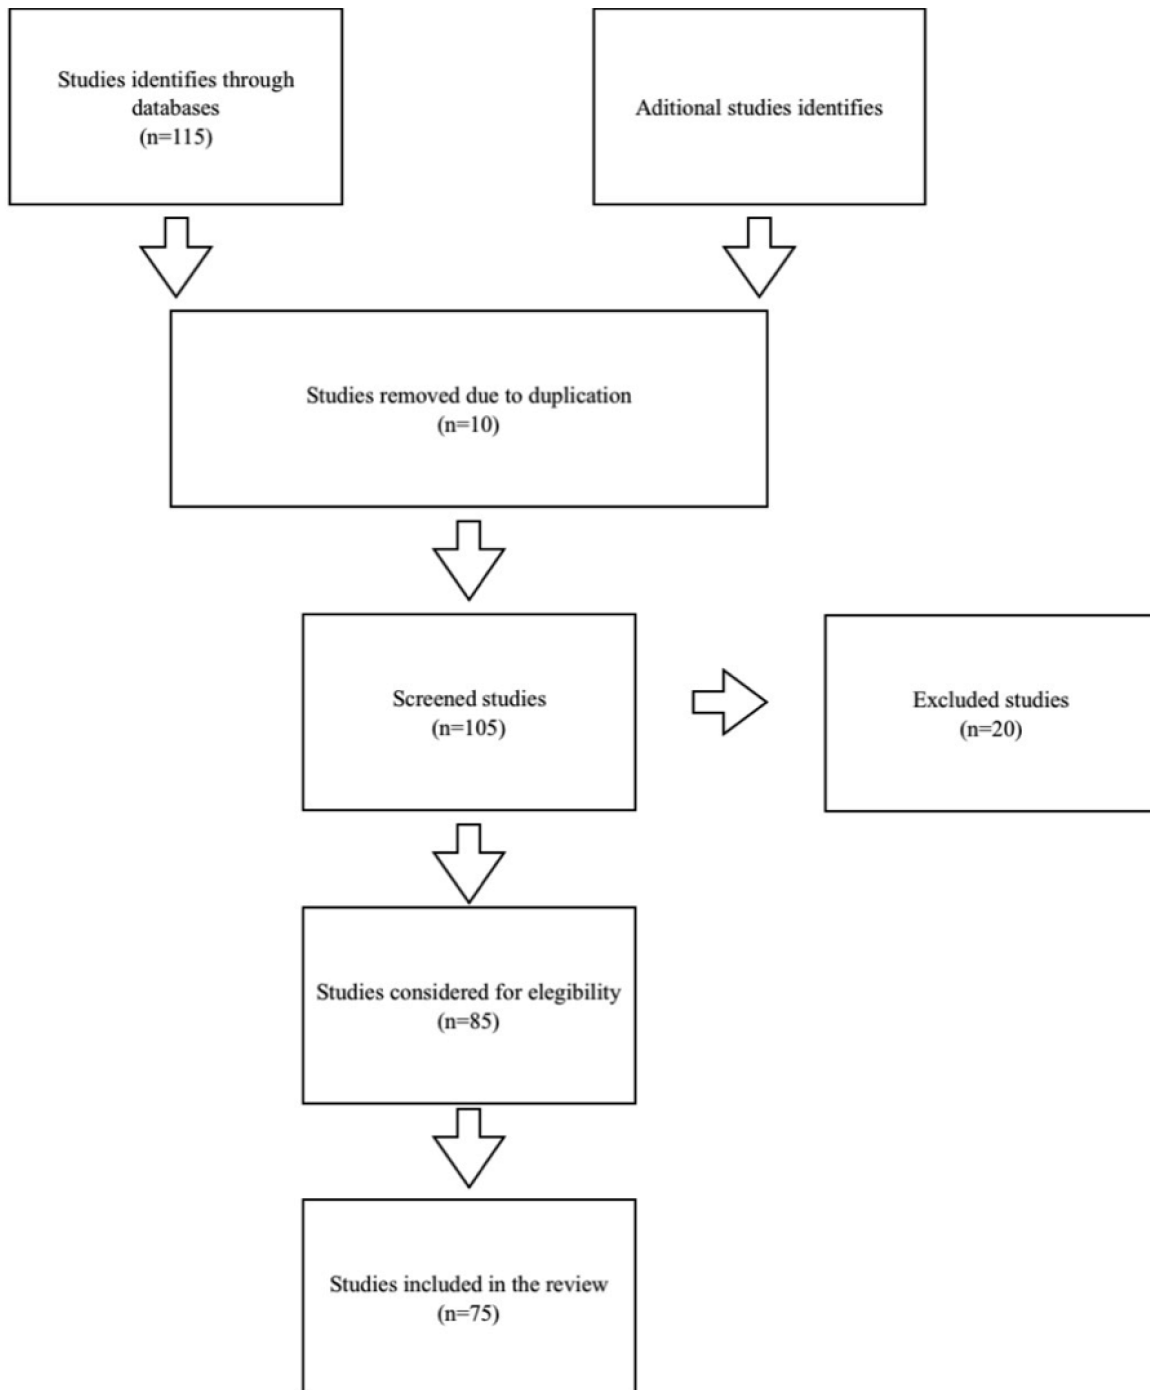 Studies identifies through
databases
(n=115)
Aditional studies identifies
Studies removed due to duplication
(n=10)
Screened studies
(n=105)
Excluded studies
(n=20)
Studies considered for elegibility
(n=85)
Studies included in the review
(n=75)